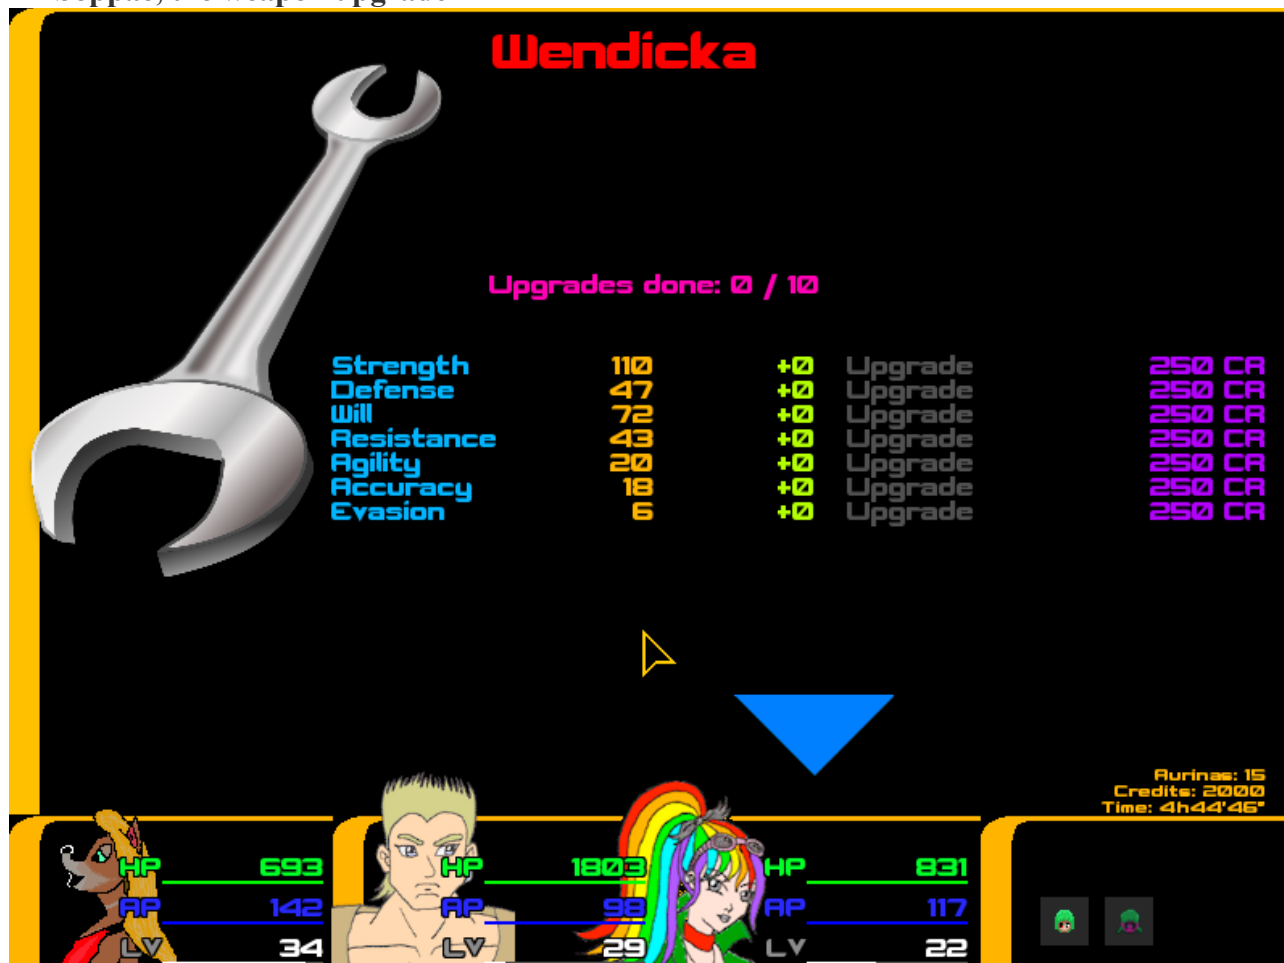 Wendicka
Upgrades done: 0 / 10
Strength 110 +0 Upgrade 250 CR
Defense 47 +0 Upgrade 250 CR
Will 72 +0 Upgrade 250 CR
Resistance 43 +0 Upgrade 250 CR
Agility 20 +0 Upgrade 250 CR
Accuracy 18 +0 Upgrade 250 CR
Evasion 6 +0 Upgrade 250 CR
Aurinas: 15
Credits: 2000
Time: 4h44'46"
HP 693 HP 1803 HP 831
AP 142 AP 98 AP 117
LV 34 LV 29 LV 22